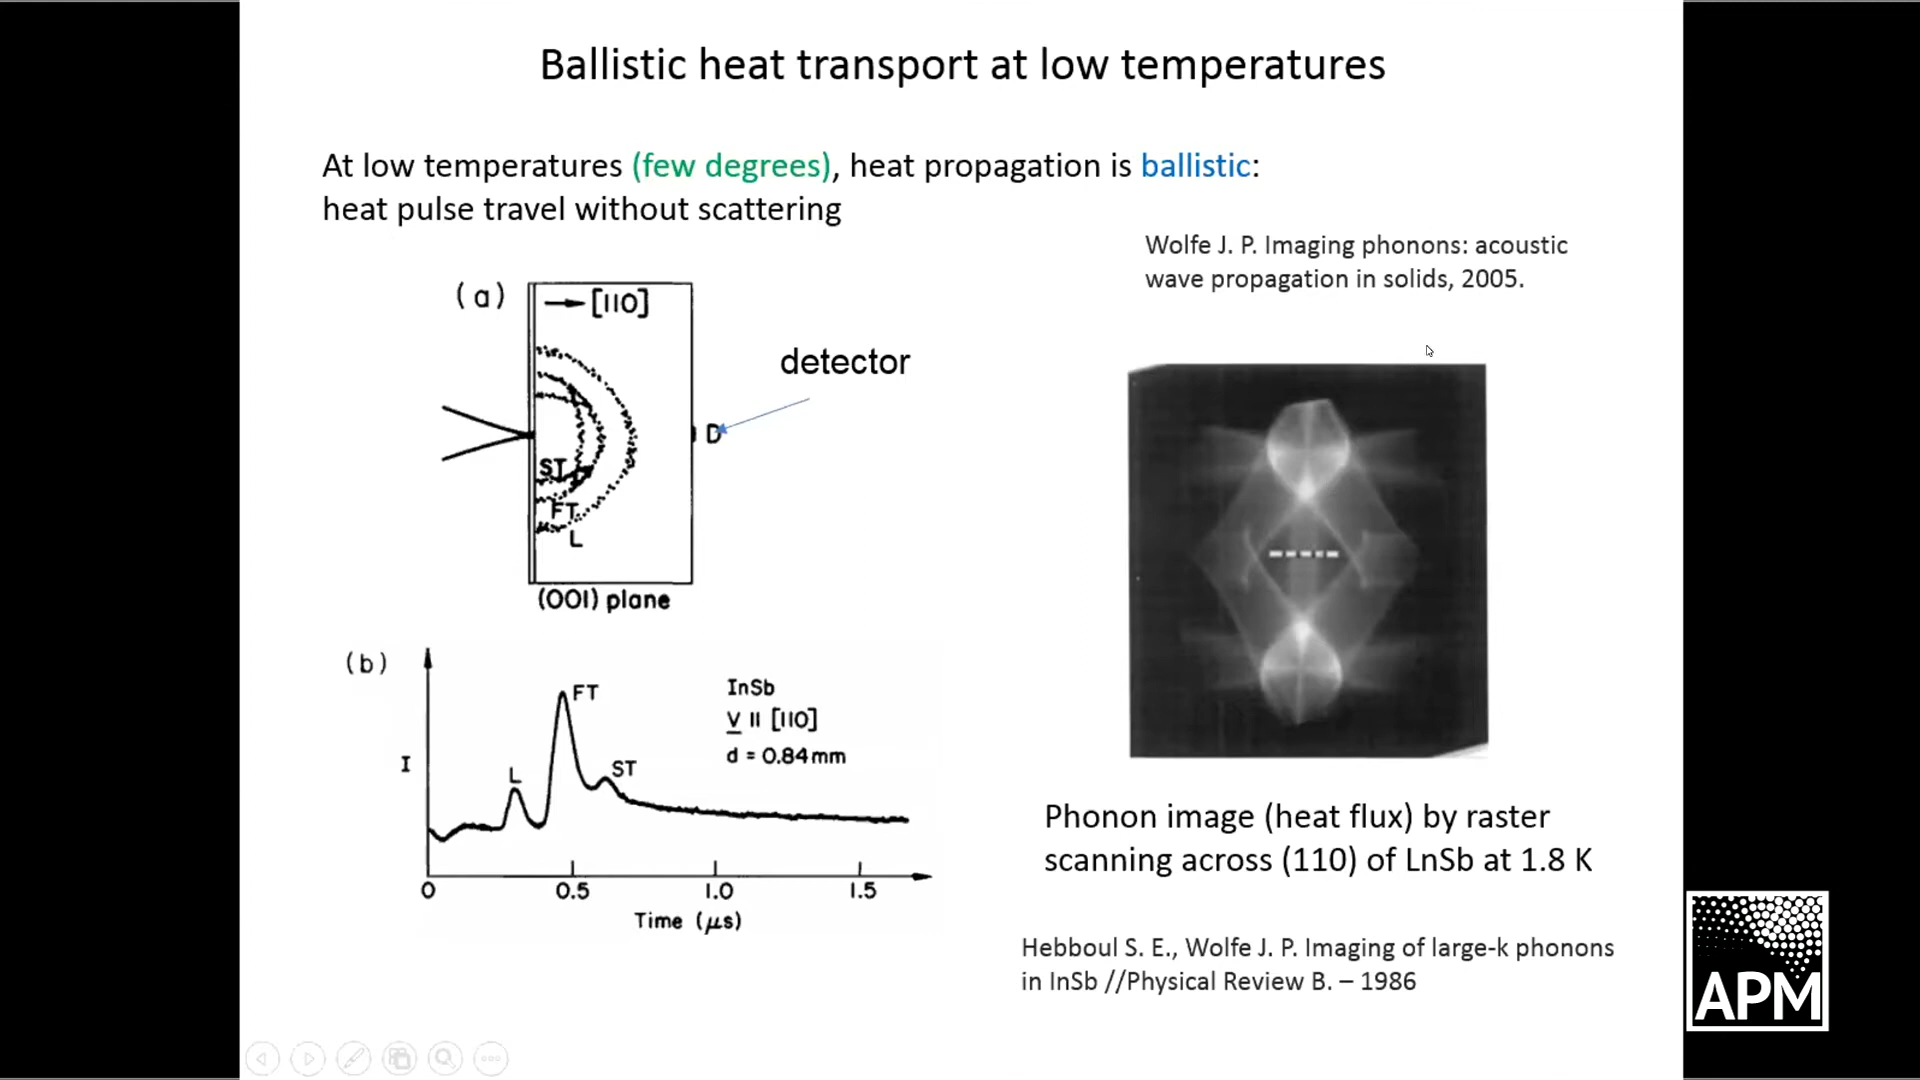 Ballistic heat transport at low temperatures
At low temperatures (few degrees), heat propagation is ballistic:
heat pulse travel without scattering
Wolfe J. P. Imaging phonons: acoustic
wave propagation in solids, 2005.
(a)
[110]
detector
D
ST
FT
L
(001) plane
(b)
FT
InSb
V II [110]
d = 0.84mm
L
ST
I
0
0.5
1.0
1.5
Time (μs)
Phonon image (heat flux) by raster
scanning across (110) of LnSb at 1.8 K
Hebboul S. E., Wolfe J. P. Imaging of large-k phonons
in InSb //Physical Review B. – 1986
APM